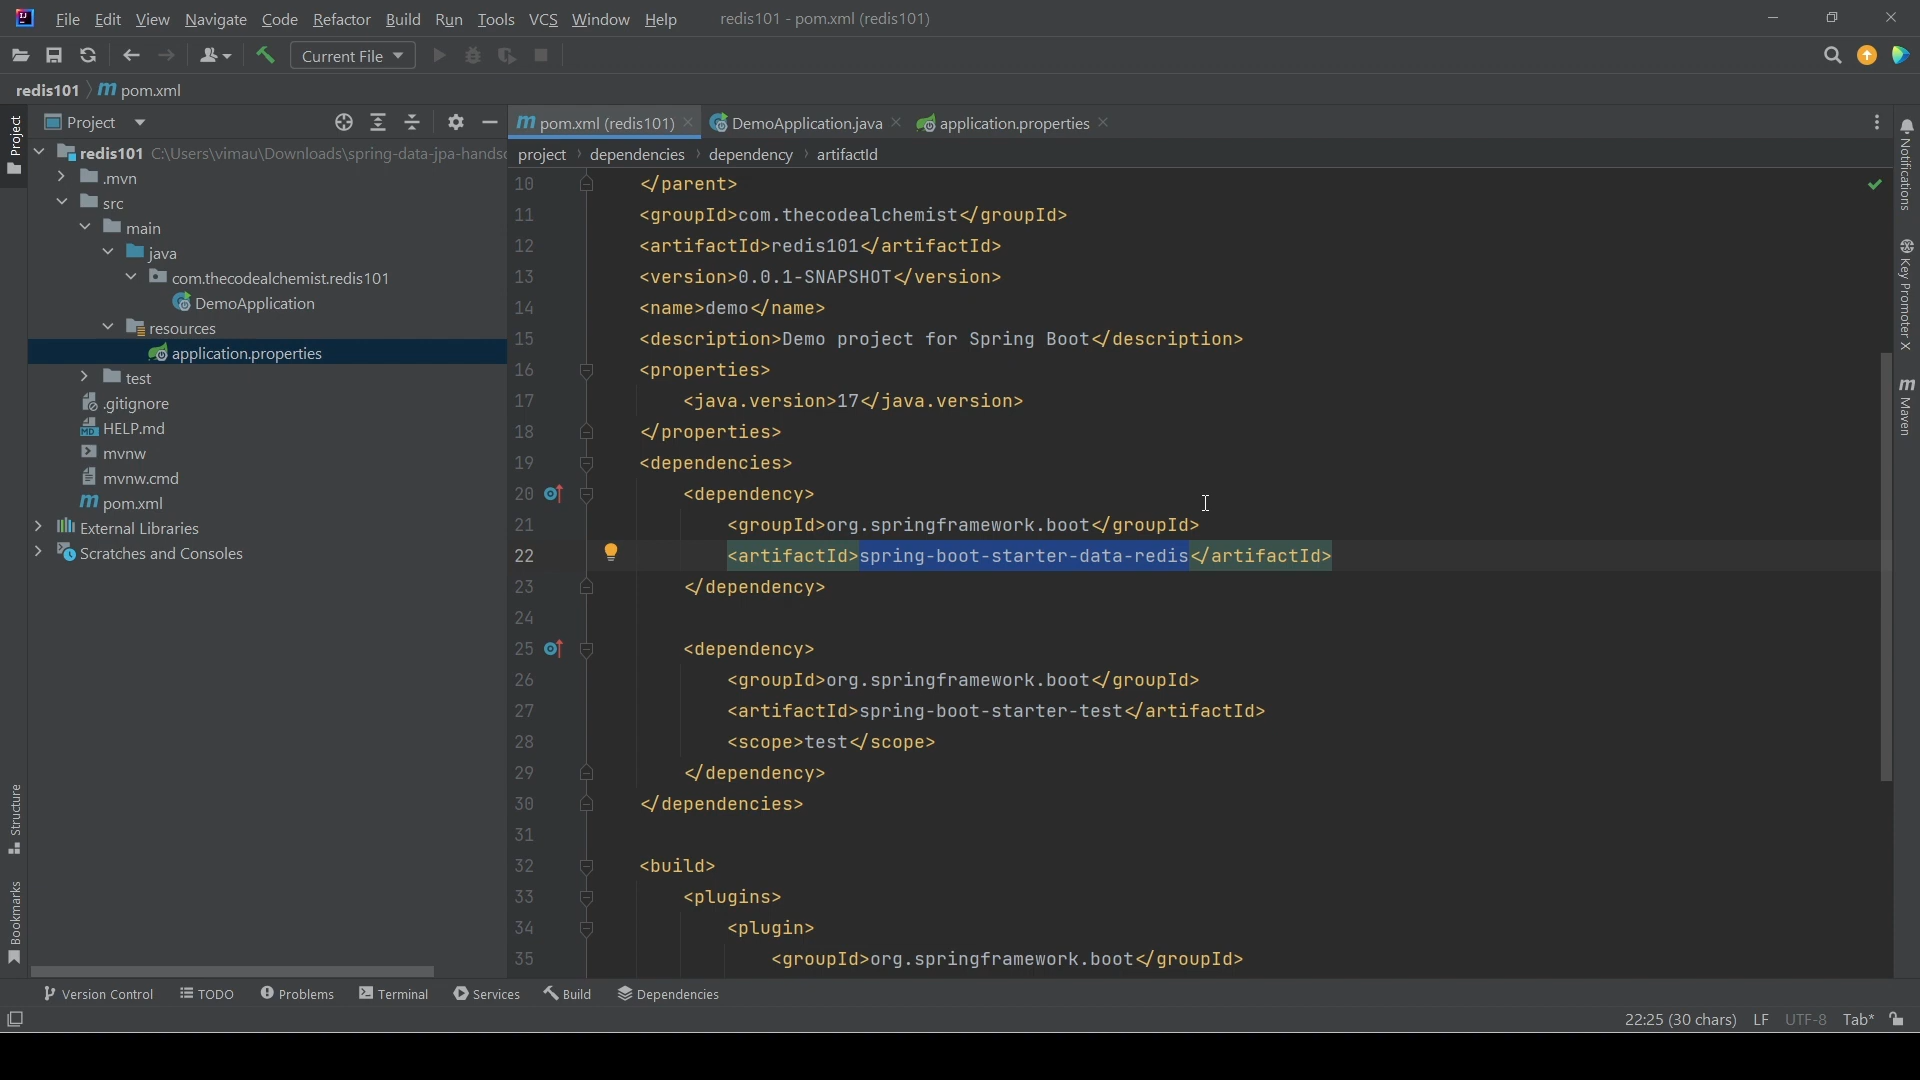 File Edit View Navigate Code Refactor Build Run Tools VCS Window Help redis101 - pom.xml (redis101)
Current File
redis101 pom.xml
Project
pom.xml (redis101) DemoApplication.java application.properties
project dependencies dependency artifactId
redis101 C:\Users\vimau\Downloads\spring-data-jpa-hands
.mvn
src
main
java
com.thecodealchemist.redis101
DemoApplication
resources
application.properties
test
.gitignore
HELP.md
mvnw
mvnw.cmd
pom.xml
External Libraries
Scratches and Consoles
10 </parent>
11 <groupId>com.thecodealchemist</groupId>
12 <artifactId>redis101</artifactId>
13 <version>0.0.1-SNAPSHOT</version>
14 <name>demo</name>
15 <description>Demo project for Spring Boot</description>
16 <properties>
17 <java.version>17</java.version>
18 </properties>
19 <dependencies>
20 <dependency>
21 <groupId>org.springframework.boot</groupId>
22 <artifactId>spring-boot-starter-data-redis</artifactId>
23 </dependency>
24
25 <dependency>
26 <groupId>org.springframework.boot</groupId>
27 <artifactId>spring-boot-starter-test</artifactId>
28 <scope>test</scope>
29 </dependency>
30 </dependencies>
31
32 <build>
33 <plugins>
34 <plugin>
35 <groupId>org.springframework.boot</groupId>
Project
Structure
Bookmarks
Notifications
Key Promoter X
Maven
Version Control TODO Problems Terminal Services Build Dependencies
22:25 (30 chars) LF UTF-8 Tab*